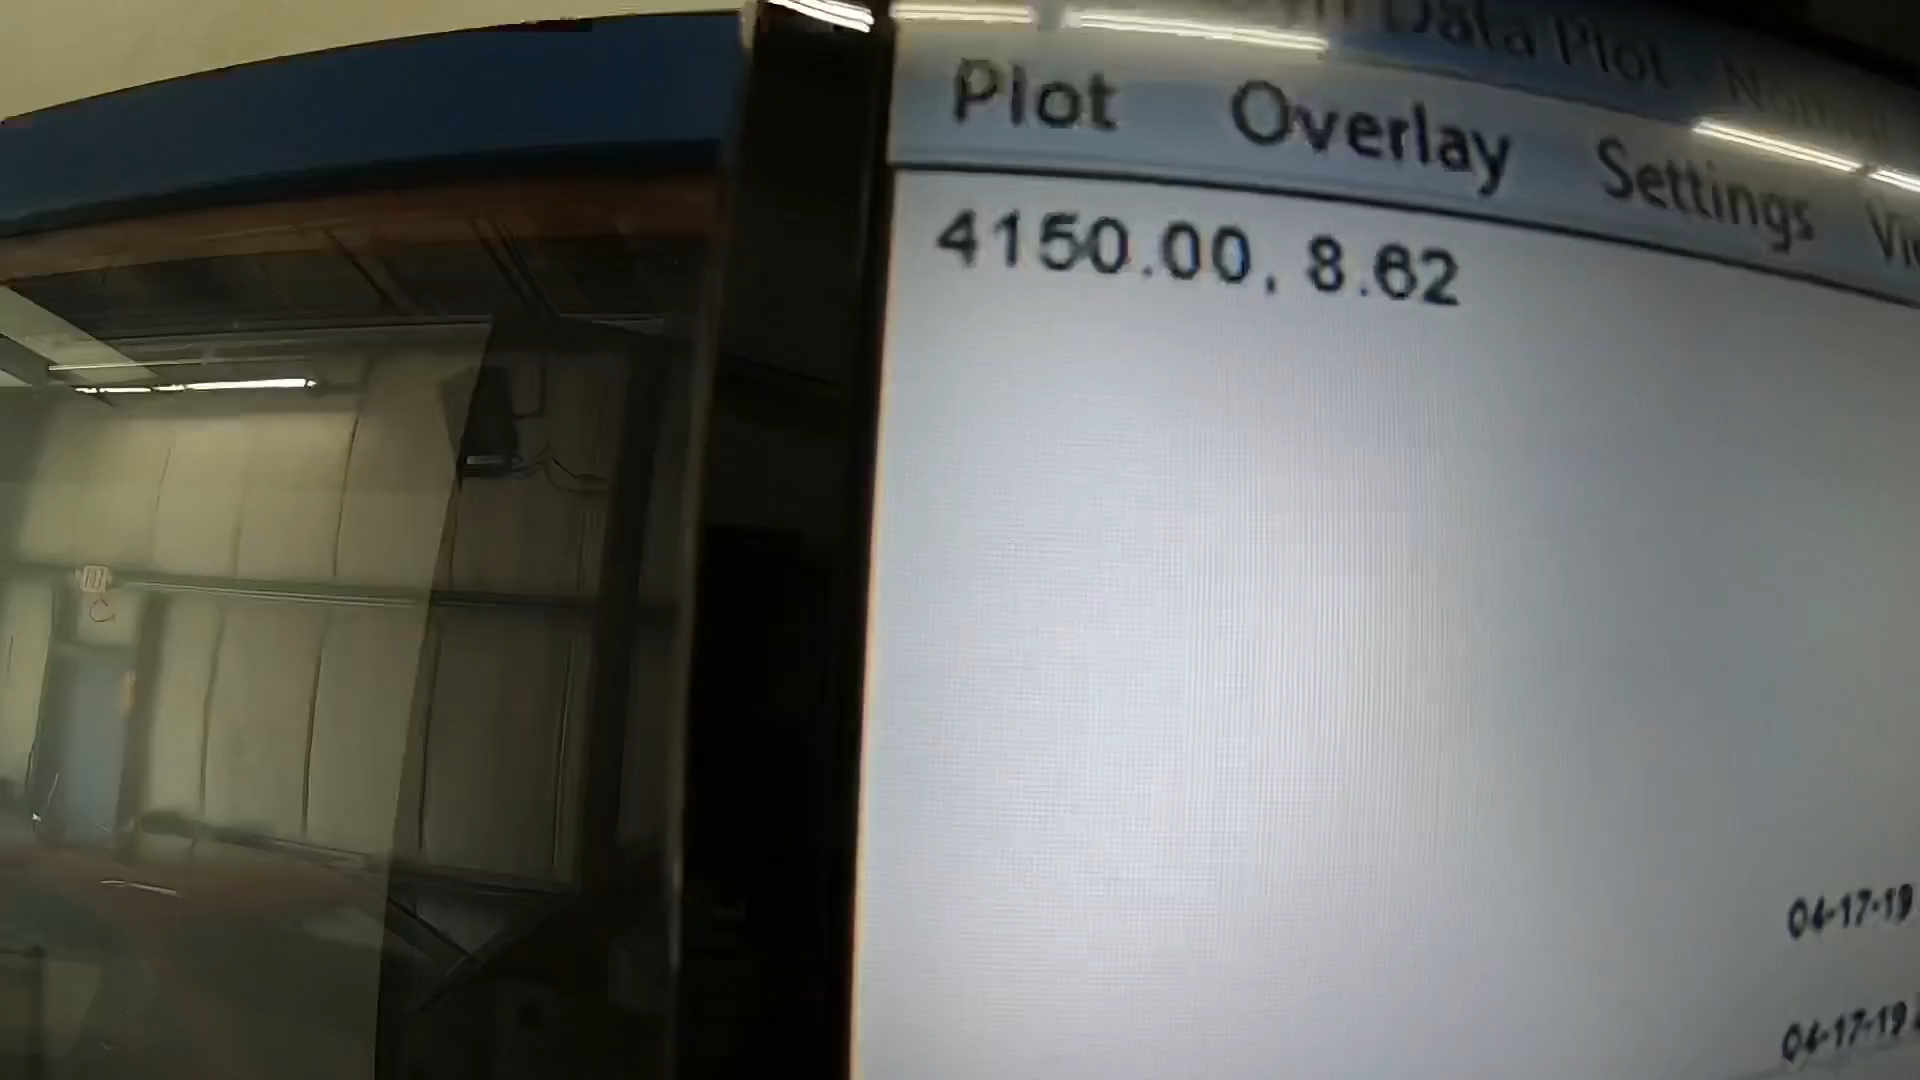 Data Plot
Plot Overlay Settings
4150.00, 8.62
04-17-19
04-17-19